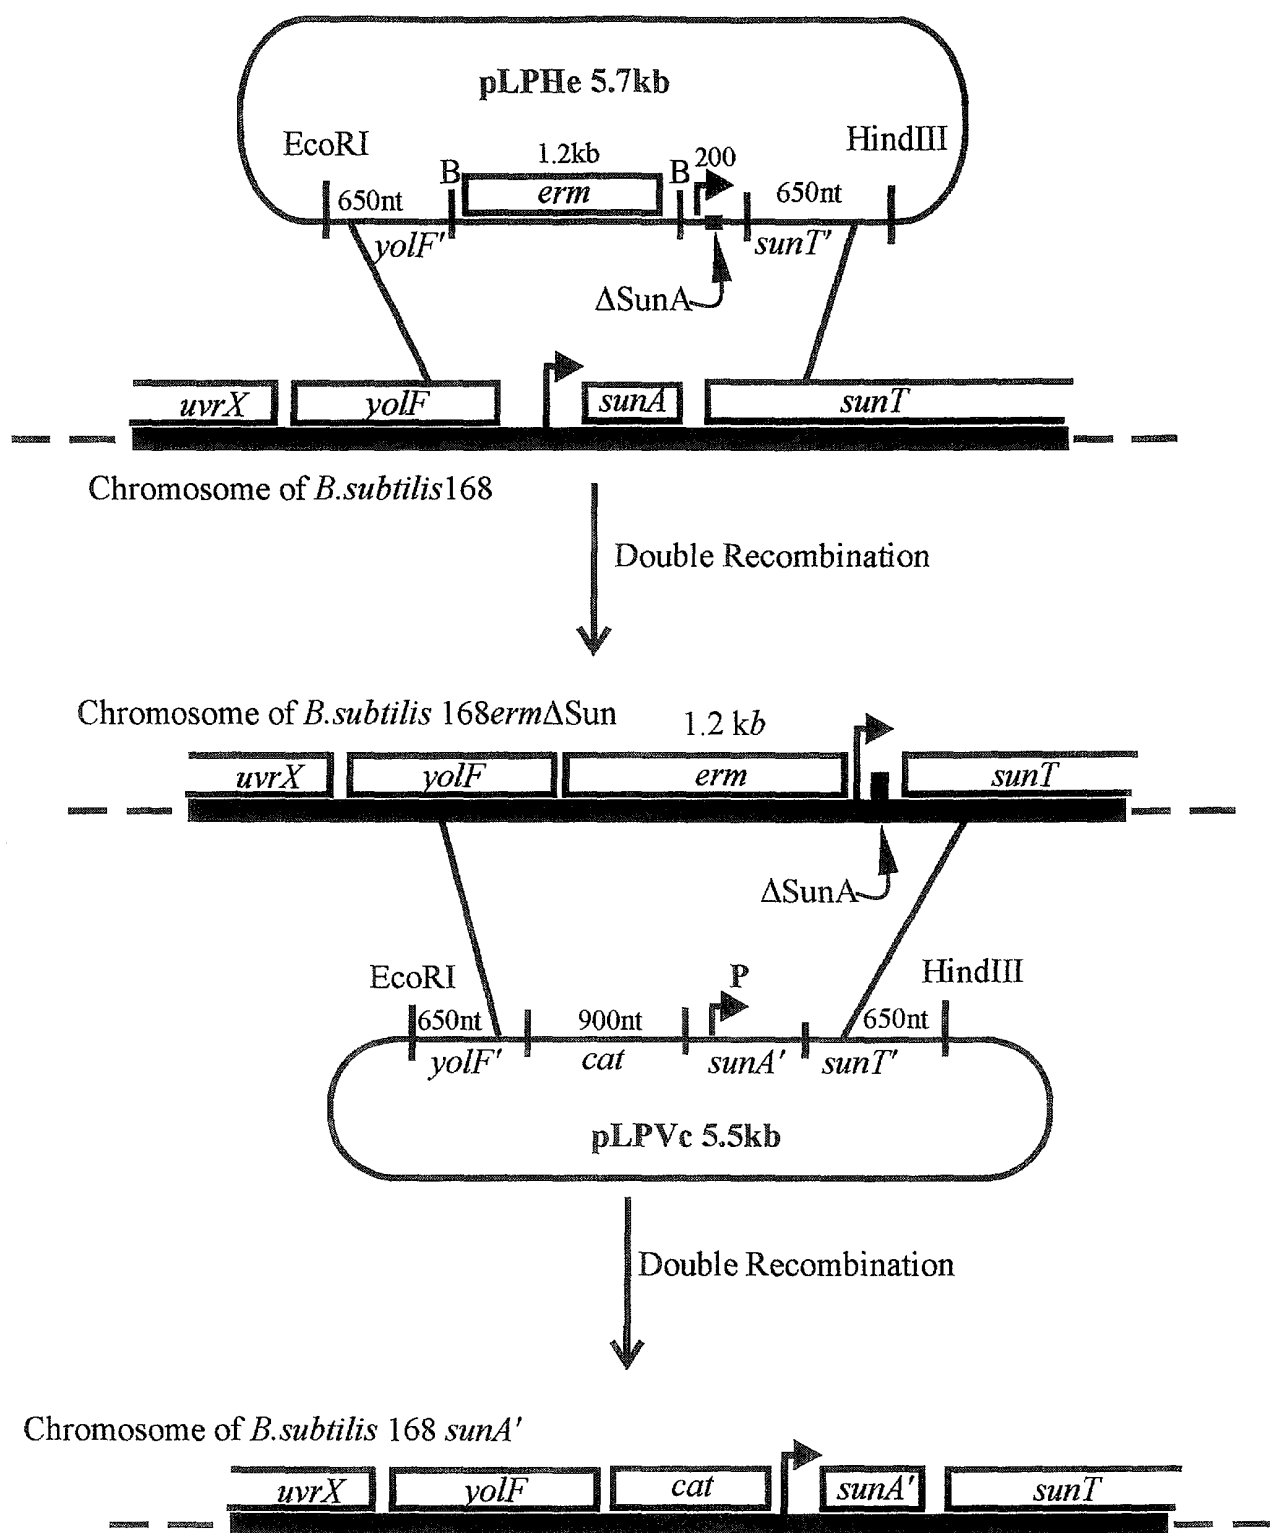 pLPHe 5.7kb
EcoRI
HindIII
1.2kb
B
B
200
650nt
erm
650nt
yolF'
sunT'
ΔSunA
uvrX
yolF
sunA
sunT
Chromosome of B.subtilis168
Double Recombination
Chromosome of B.subtilis 168ermΔSun
1.2 kb
uvrX
yolF
erm
sunT
ΔSunA
EcoRI
P
HindIII
650nt
900nt
650nt
yolF'
cat
sunA'
sunT'
pLPVc 5.5kb
Double Recombination
Chromosome of B.subtilis 168 sunA'
uvrX
yolF
cat
sunA'
sunT